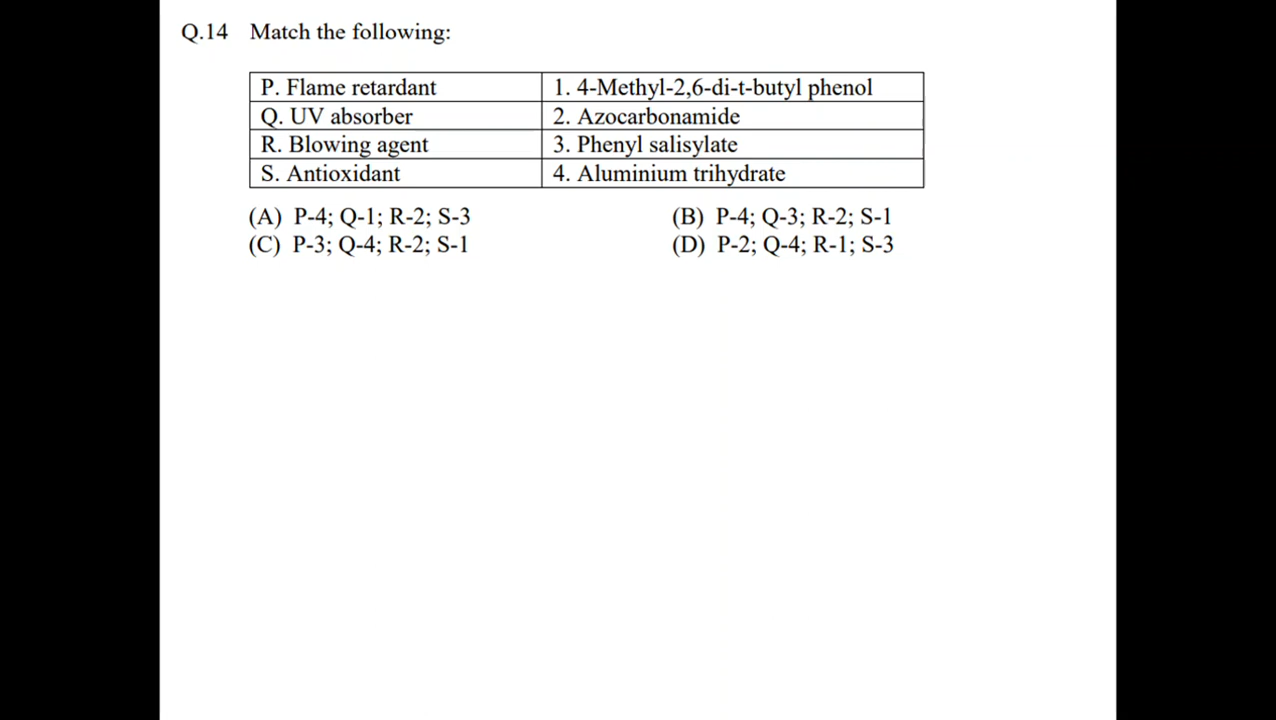 Q.14 Match the following:
P. Flame retardant 1. 4-Methyl-2,6-di-t-butyl phenol
Q. UV absorber 2. Azocarbonamide
R. Blowing agent 3. Phenyl salisylate
S. Antioxidant 4. Aluminium trihydrate
(A) P-4; Q-1; R-2; S-3 (B) P-4; Q-3; R-2; S-1
(C) P-3; Q-4; R-2; S-1 (D) P-2; Q-4; R-1; S-3